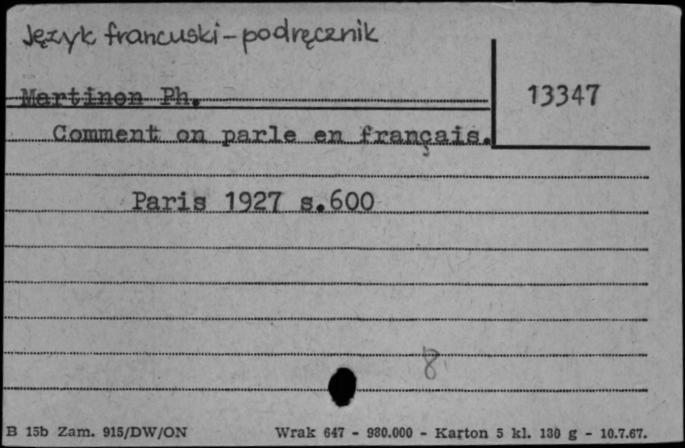 Język francuski - podręcznik
Martinon Ph.
13347
Comment on parle en français.
Paris 1927 s.600
8
B 15b Zam. 915/DW/ON
Wrak 647 - 980.000 - Karton 5 kl. 130 g - 10.7.67.